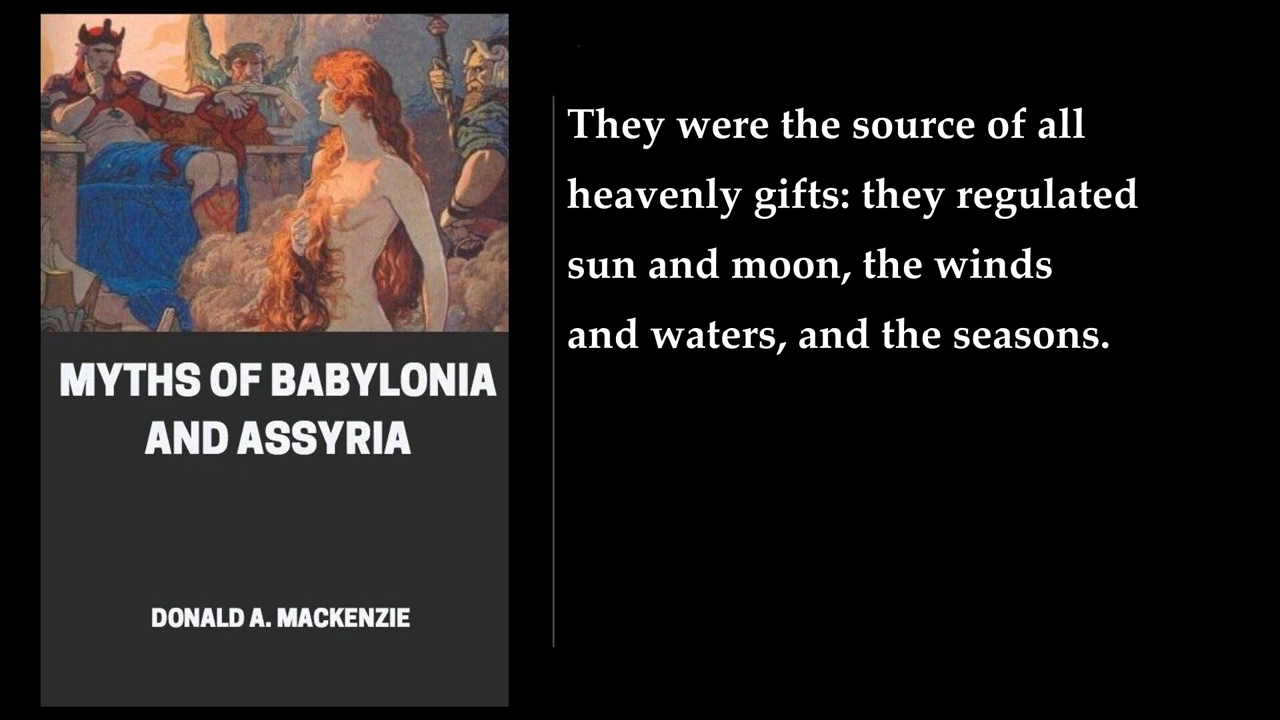 MYTHS OF BABYLONIA
AND ASSYRIA
DONALD A. MACKENZIE
They were the source of all
heavenly gifts: they regulated
sun and moon, the winds
and waters, and the seasons.